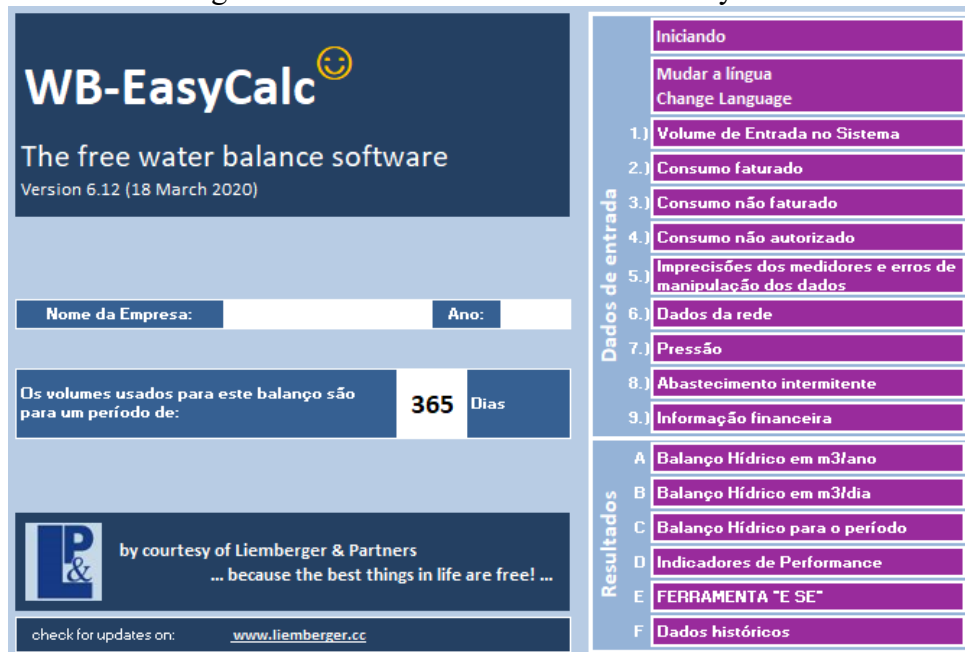 WB-EasyCalc
The free water balance software
Version 6.12 (18 March 2020)
Nome da Empresa:
Ano:
Os volumes usados para este balanço são
para um período de:
365 Dias
LP&
by courtesy of Liemberger & Partners
... because the best things in life are free! ...
check for updates on: www.liemberger.cc
Dados de entrada
Iniciando
Mudar a língua
Change Language
1.) Volume de Entrada no Sistema
2.) Consumo faturado
3.) Consumo não faturado
4.) Consumo não autorizado
5.) Imprecisões dos medidores e erros de
manipulação dos dados
6.) Dados da rede
7.) Pressão
8.) Abastecimento intermitente
9.) Informação financeira
Resultados
A Balanço Hídrico em m3/ano
B Balanço Hídrico em m3/dia
C Balanço Hídrico para o período
D Indicadores de Performance
E FERRAMENTA "E SE"
F Dados históricos